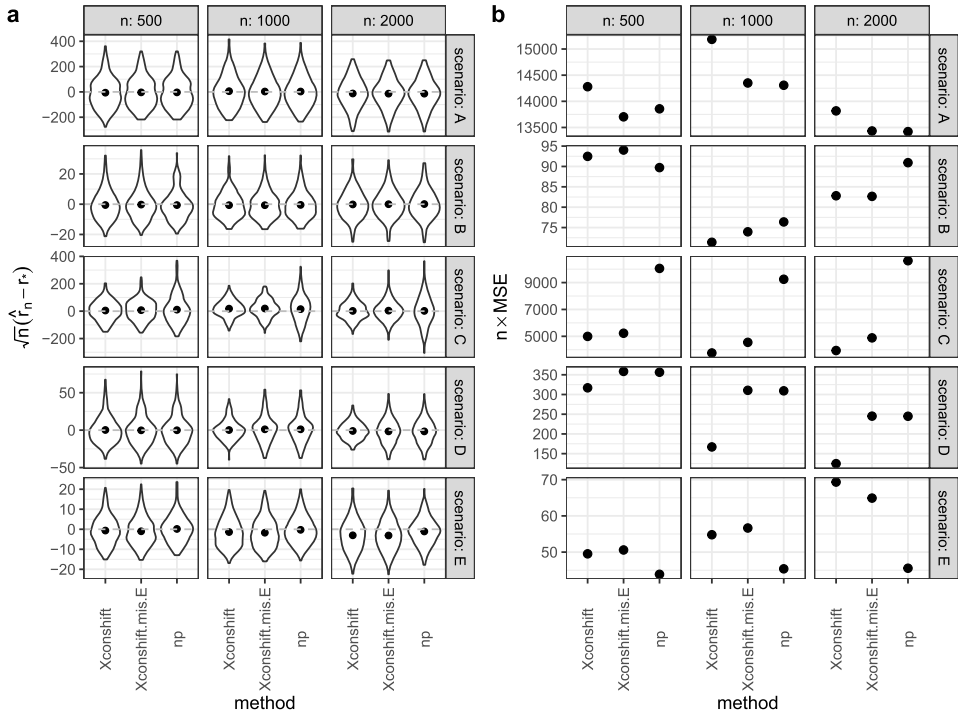 a
n: 500
n: 1000
n: 2000
400
200
0
−200
scenario: A
20
0
−20
scenario: B
400
200
0
−200
scenario: C
50
0
−50
scenario: D
20
10
0
−10
−20
scenario: E
√n(r̂ₙ − r⋆)
Xconshift
Xconshift.mis.E
np
Xconshift
Xconshift.mis.E
np
Xconshift
Xconshift.mis.E
np
method
b
n: 500
n: 1000
n: 2000
15000
14500
14000
13500
scenario: A
95
90
85
80
75
scenario: B
9000
7000
5000
scenario: C
350
300
250
200
150
scenario: D
70
60
50
scenario: E
n × MSE
Xconshift
Xconshift.mis.E
np
Xconshift
Xconshift.mis.E
np
Xconshift
Xconshift.mis.E
np
method